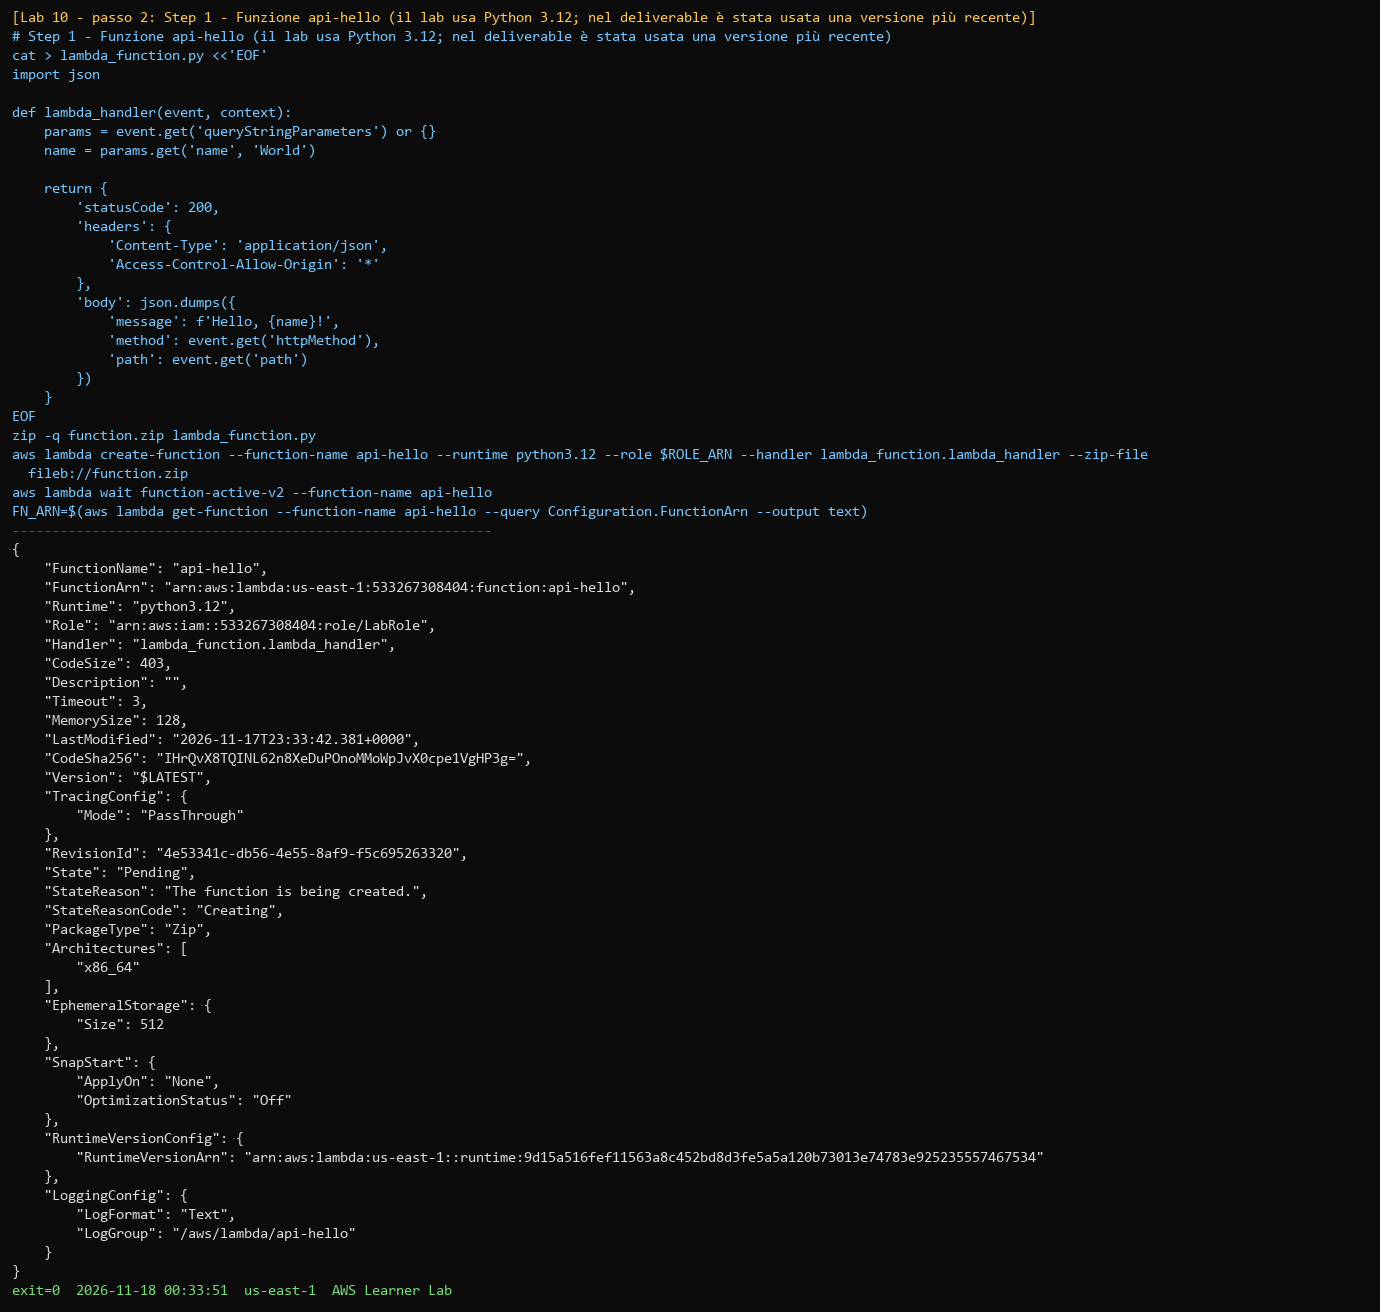 [Lab 10 - passo 2: Step 1 - Funzione api-hello (il lab usa Python 3.12; nel deliverable è stata usata una versione più recente)]
# Step 1 - Funzione api-hello (il lab usa Python 3.12; nel deliverable è stata usata una versione più recente)
cat > lambda_function.py <<'EOF'
import json

def lambda_handler(event, context):
    params = event.get('queryStringParameters') or {}
    name = params.get('name', 'World')

    return {
        'statusCode': 200,
        'headers': {
            'Content-Type': 'application/json',
            'Access-Control-Allow-Origin': '*'
        },
        'body': json.dumps({
            'message': f'Hello, {name}!',
            'method': event.get('httpMethod'),
            'path': event.get('path')
        })
    }
EOF
zip -q function.zip lambda_function.py
aws lambda create-function --function-name api-hello --runtime python3.12 --role $ROLE_ARN --handler lambda_function.lambda_handler --zip-file
  fileb://function.zip
aws lambda wait function-active-v2 --function-name api-hello
FN_ARN=$(aws lambda get-function --function-name api-hello --query Configuration.FunctionArn --output text)
------------------------------------------------------------
{
    "FunctionName": "api-hello",
    "FunctionArn": "arn:aws:lambda:us-east-1:533267308404:function:api-hello",
    "Runtime": "python3.12",
    "Role": "arn:aws:iam::533267308404:role/LabRole",
    "Handler": "lambda_function.lambda_handler",
    "CodeSize": 403,
    "Description": "",
    "Timeout": 3,
    "MemorySize": 128,
    "LastModified": "2026-11-17T23:33:42.381+0000",
    "CodeSha256": "IHrQvX8TQINL62n8XeDuPOnoMMoWpJvX0cpe1VgHP3g=",
    "Version": "$LATEST",
    "TracingConfig": {
        "Mode": "PassThrough"
    },
    "RevisionId": "4e53341c-db56-4e55-8af9-f5c695263320",
    "State": "Pending",
    "StateReason": "The function is being created.",
    "StateReasonCode": "Creating",
    "PackageType": "Zip",
    "Architectures": [
        "x86_64"
    ],
    "EphemeralStorage": {
        "Size": 512
    },
    "SnapStart": {
        "ApplyOn": "None",
        "OptimizationStatus": "Off"
    },
    "RuntimeVersionConfig": {
        "RuntimeVersionArn": "arn:aws:lambda:us-east-1::runtime:9d15a516fef11563a8c452bd8d3fe5a5a120b73013e74783e925235557467534"
    },
    "LoggingConfig": {
        "LogFormat": "Text",
        "LogGroup": "/aws/lambda/api-hello"
    }
}
exit=0  2026-11-18 00:33:51  us-east-1  AWS Learner Lab